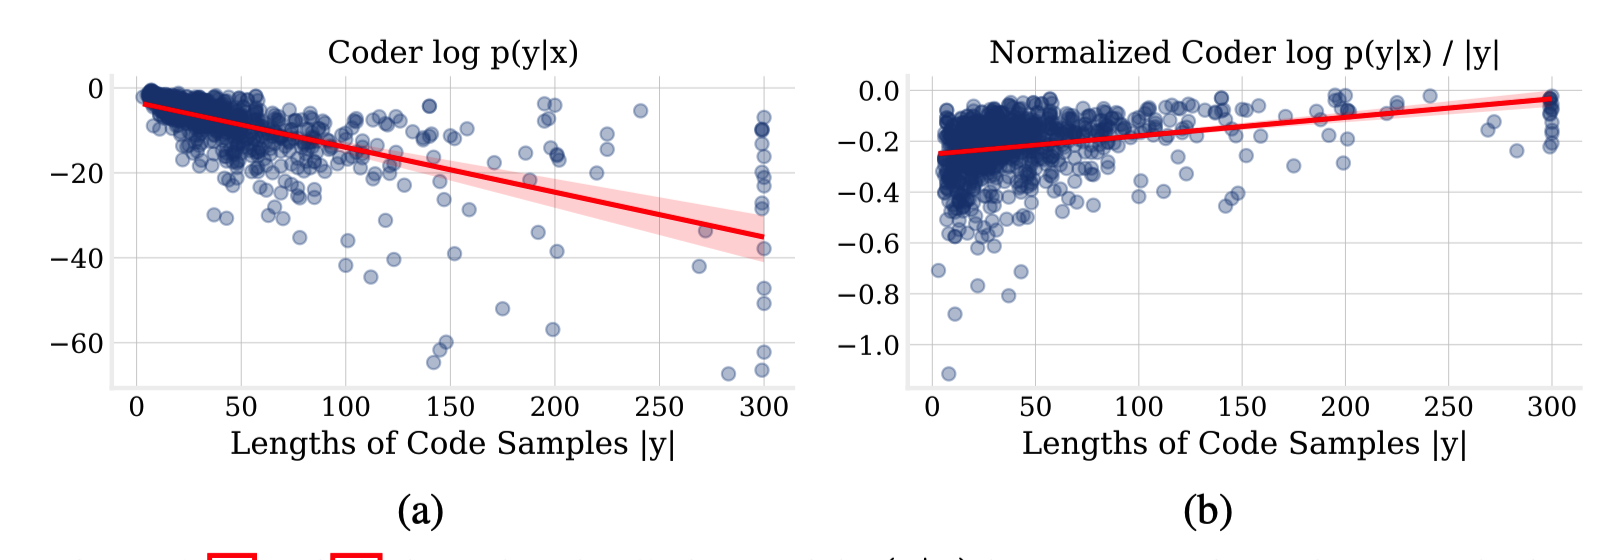 Coder log p(y|x)
0
−20
−40
−60
0 50 100 150 200 250 300
Lengths of Code Samples |y|
(a)
Normalized Coder log p(y|x) / |y|
0.0
−0.2
−0.4
−0.6
−0.8
−1.0
0 50 100 150 200 250 300
Lengths of Code Samples |y|
(b)